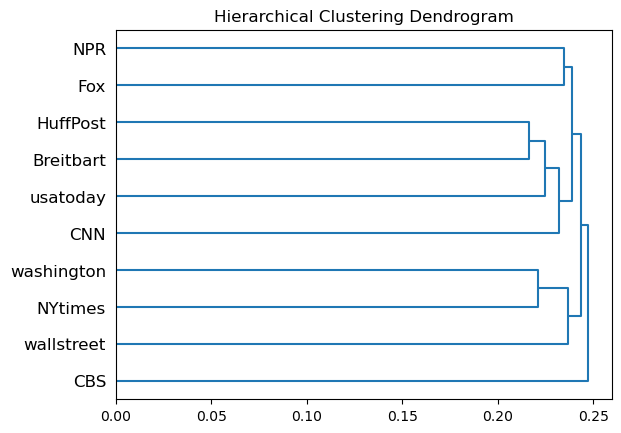 Hierarchical Clustering Dendrogram
NPR
Fox
HuffPost
Breitbart
usatoday
CNN
washington
NYtimes
wallstreet
CBS
0.00 0.05 0.10 0.15 0.20 0.25